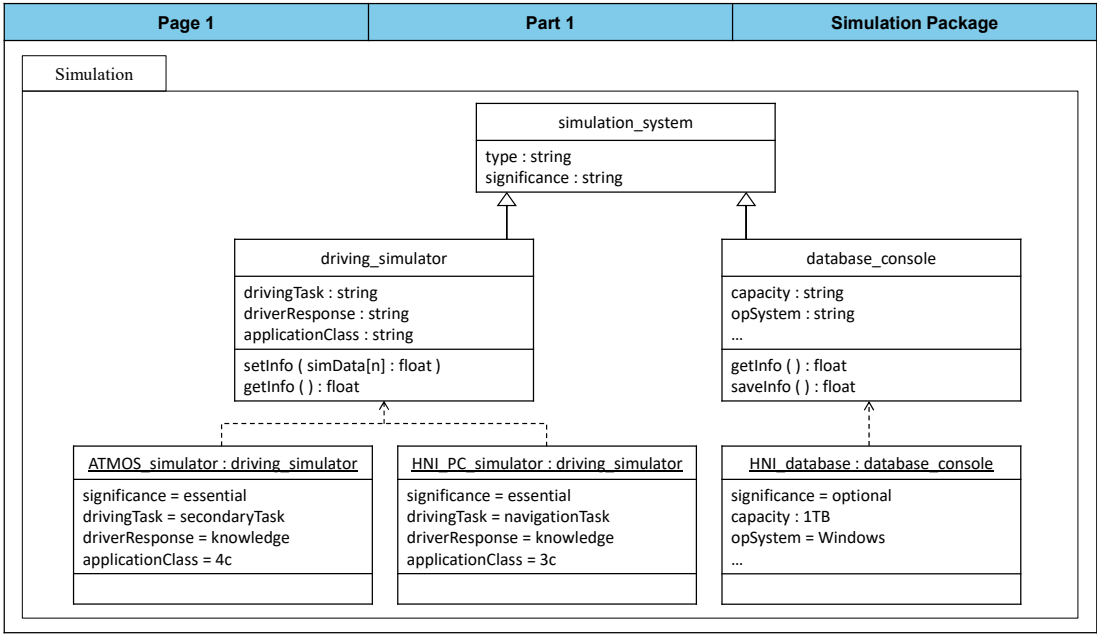 Page 1
Part 1
Simulation Package
Simulation
simulation_system
type : string
significance : string
driving_simulator
drivingTask : string
driverResponse : string
applicationClass : string
setInfo ( simData[n] : float )
getInfo ( ) : float
database_console
capacity : string
opSystem : string
...
getInfo ( ) : float
saveInfo ( ) : float
ATMOS_simulator : driving_simulator
significance = essential
drivingTask = secondaryTask
driverResponse = knowledge
applicationClass = 4c
HNI_PC_simulator : driving_simulator
significance = essential
drivingTask = navigationTask
driverResponse = knowledge
applicationClass = 3c
HNI_database : database_console
significance = optional
capacity : 1TB
opSystem = Windows
...